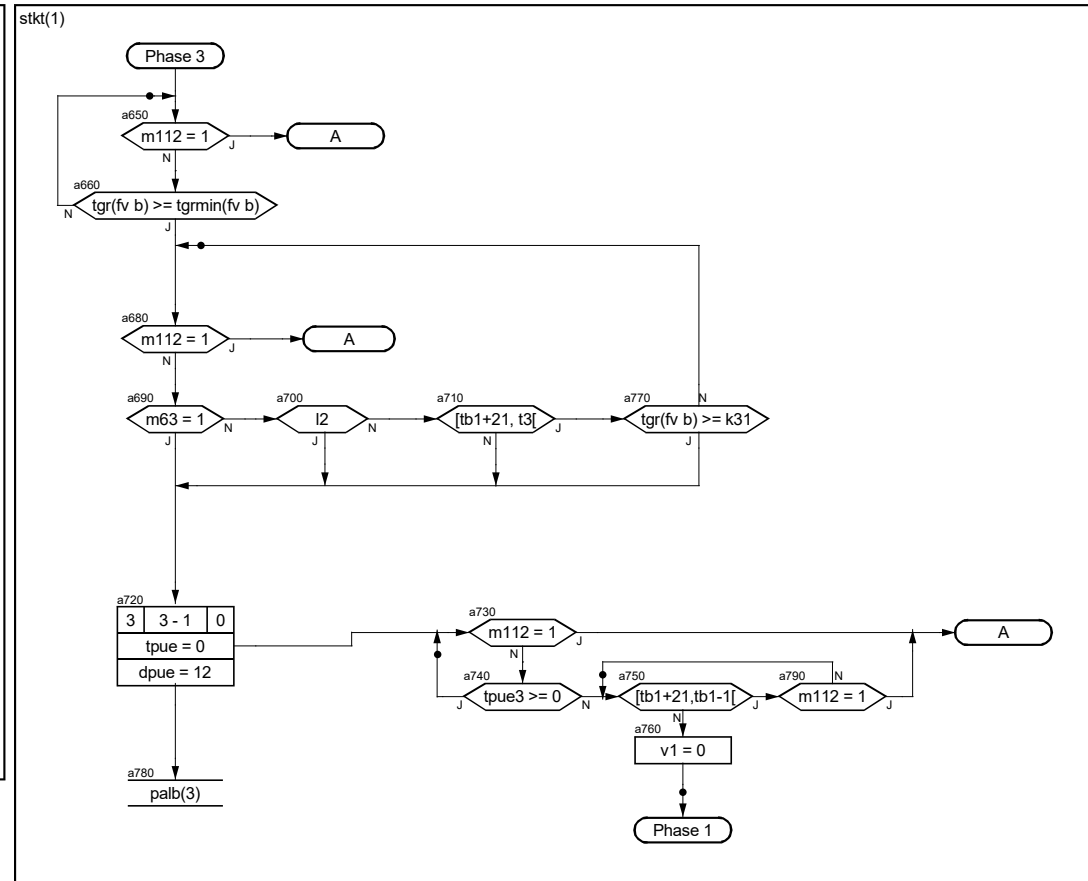 stkt(1)
Phase 3
a650
m112 = 1
J
N
A
a660
tgr(fv b) >= tgrmin(fv b)
N
J
a680
m112 = 1
J
N
A
a690
m63 = 1
N
J
a700
l2
N
J
a710
[tb1+21, t3[
J
N
a770
N
tgr(fv b) >= k31
J
a720
3
3 - 1
0
tpue = 0
dpue = 12
a730
m112 = 1
J
N
A
a740
tpue3 >= 0
J
N
a750
[tb1+21,tb1-1[
J
N
a790
N
m112 = 1
J
a760
v1 = 0
Phase 1
a780
palb(3)